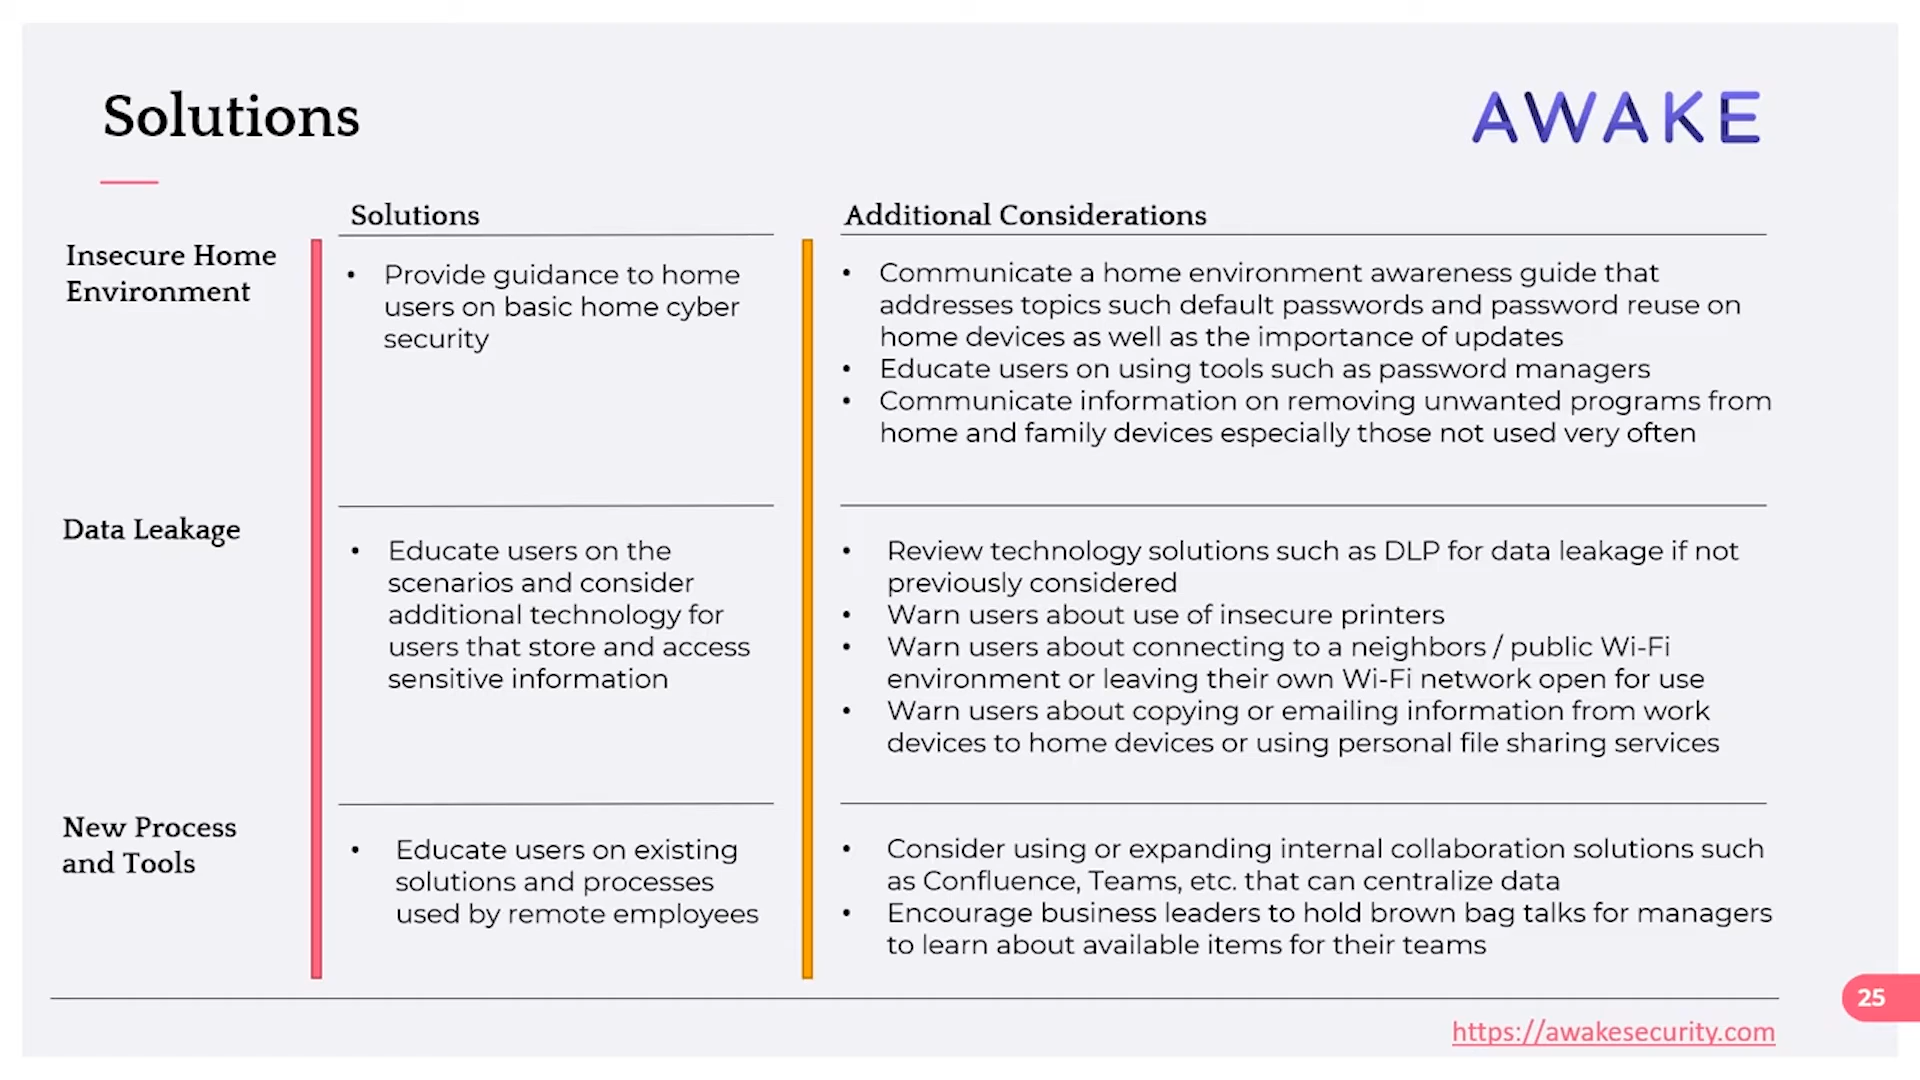 Solutions
AWAKE
Solutions
Additional Considerations
Insecure Home
Environment
• Provide guidance to home
users on basic home cyber
security
• Communicate a home environment awareness guide that
addresses topics such default passwords and password reuse on
home devices as well as the importance of updates
• Educate users on using tools such as password managers
• Communicate information on removing unwanted programs from
home and family devices especially those not used very often
Data Leakage
• Educate users on the
scenarios and consider
additional technology for
users that store and access
sensitive information
• Review technology solutions such as DLP for data leakage if not
previously considered
• Warn users about use of insecure printers
• Warn users about connecting to a neighbors / public Wi-Fi
environment or leaving their own Wi-Fi network open for use
• Warn users about copying or emailing information from work
devices to home devices or using personal file sharing services
New Process
and Tools
• Educate users on existing
solutions and processes
used by remote employees
• Consider using or expanding internal collaboration solutions such
as Confluence, Teams, etc. that can centralize data
• Encourage business leaders to hold brown bag talks for managers
to learn about available items for their teams
25
https://awakesecurity.com